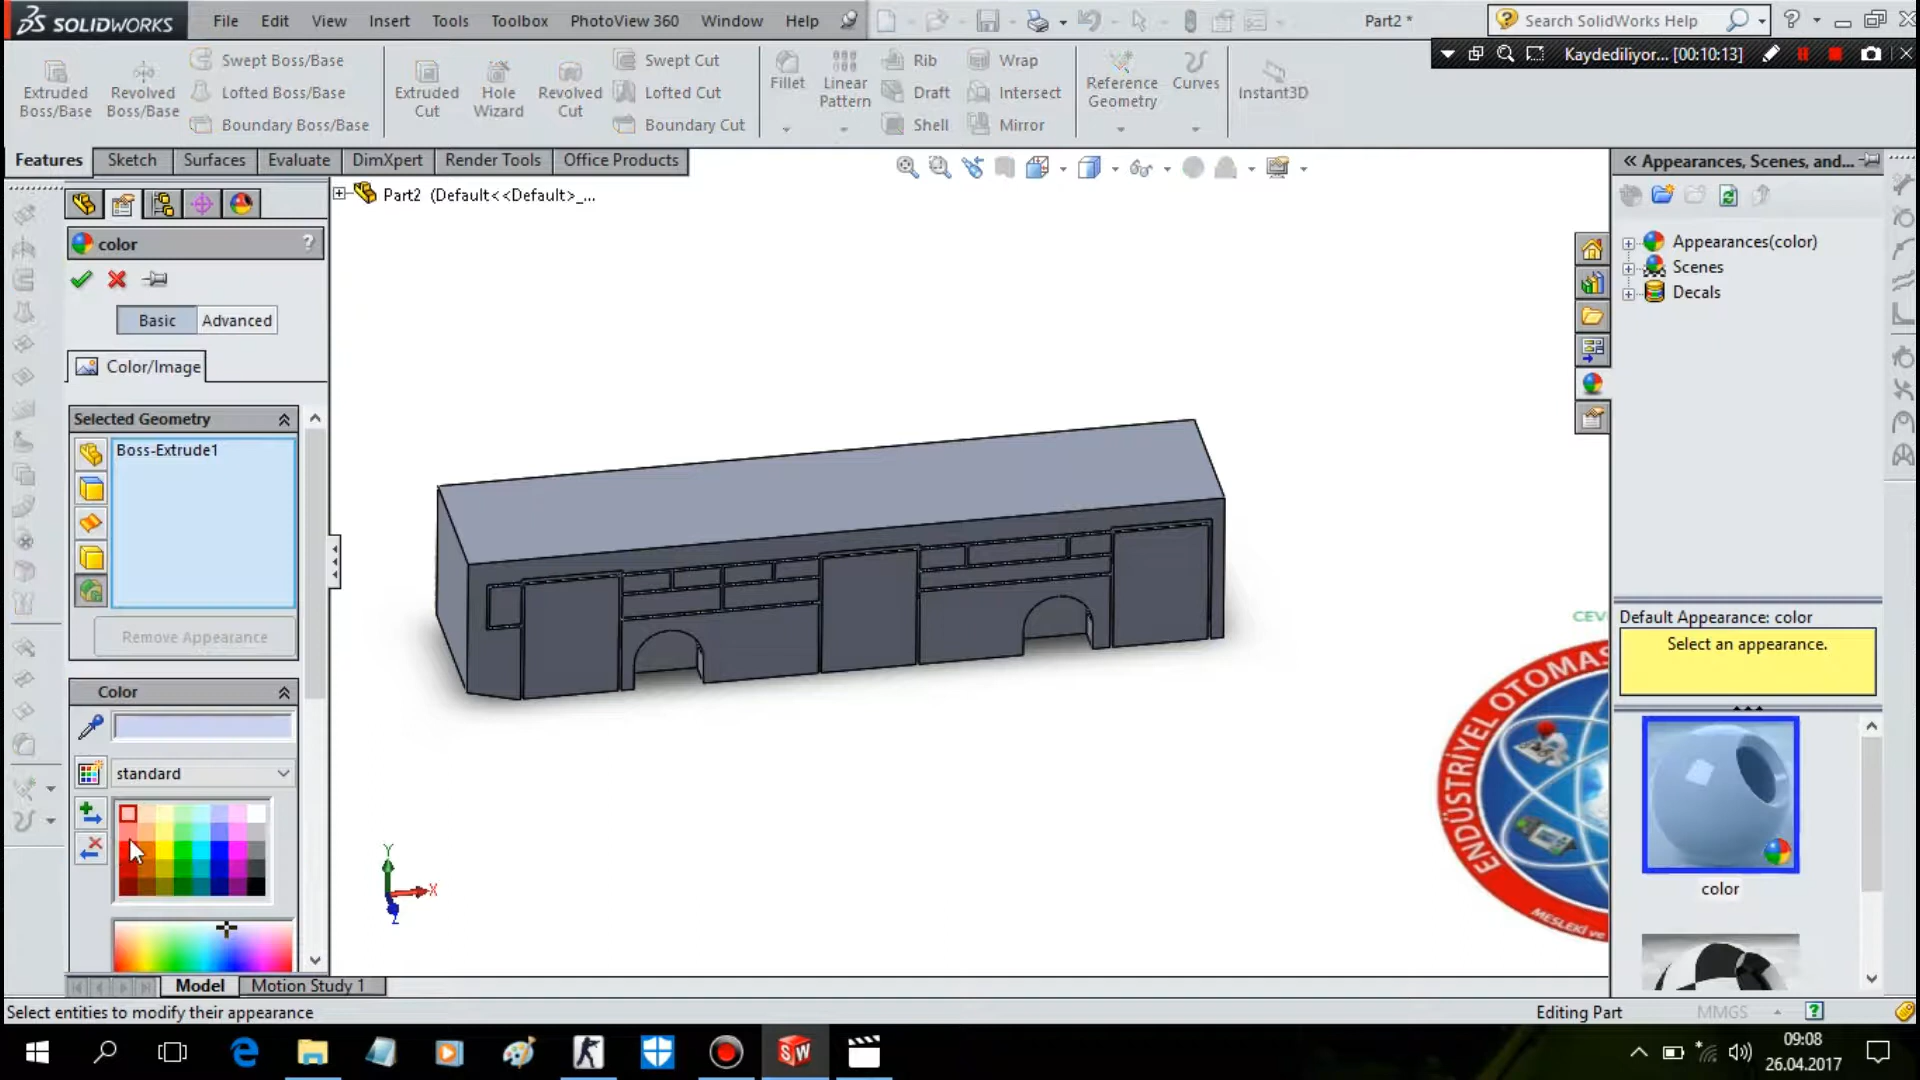 SOLIDWORKS
File Edit View Insert Tools Toolbox PhotoView 360 Window Help
Part2 *
Search SolidWorks Help
Kaydediliyor... [00:10:13]
Extruded Boss/Base
Revolved Boss/Base
Swept Boss/Base
Lofted Boss/Base
Boundary Boss/Base
Extruded Cut
Hole Wizard
Revolved Cut
Swept Cut
Lofted Cut
Boundary Cut
Fillet
Linear Pattern
Rib
Draft
Shell
Wrap
Intersect
Mirror
Reference Geometry
Curves
Instant3D
Features Sketch Surfaces Evaluate DimXpert Render Tools Office Products
Part2 (Default<<Default>_...
color ?
Basic Advanced
Color/Image
Selected Geometry
Boss-Extrude1
Remove Appearance
Color
standard
Y
X
Z
Appearances, Scenes, and...
Appearances(color)
Scenes
Decals
Default Appearance: color
Select an appearance.
color
CEV
ENDÜSTRİYEL OTOMAS
MESLEKİ ve
Model Motion Study 1
Select entities to modify their appearance
Editing Part
MMGS
SW
09:08
26.04.2017